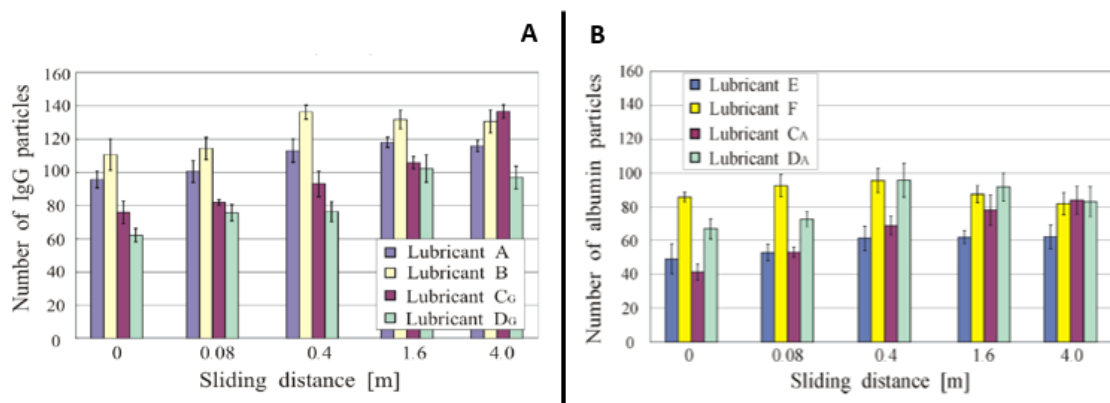 A
Number of IgG particles
160
140
120
100
80
60
40
20
0
Lubricant A
Lubricant B
Lubricant CG
Lubricant DG
0 0.08 0.4 1.6 4.0
Sliding distance [m]
B
Number of albumin particles
160
140
120
100
80
60
40
20
0
Lubricant E
Lubricant F
Lubricant CA
Lubricant DA
0 0.08 0.4 1.6 4.0
Sliding distance [m]